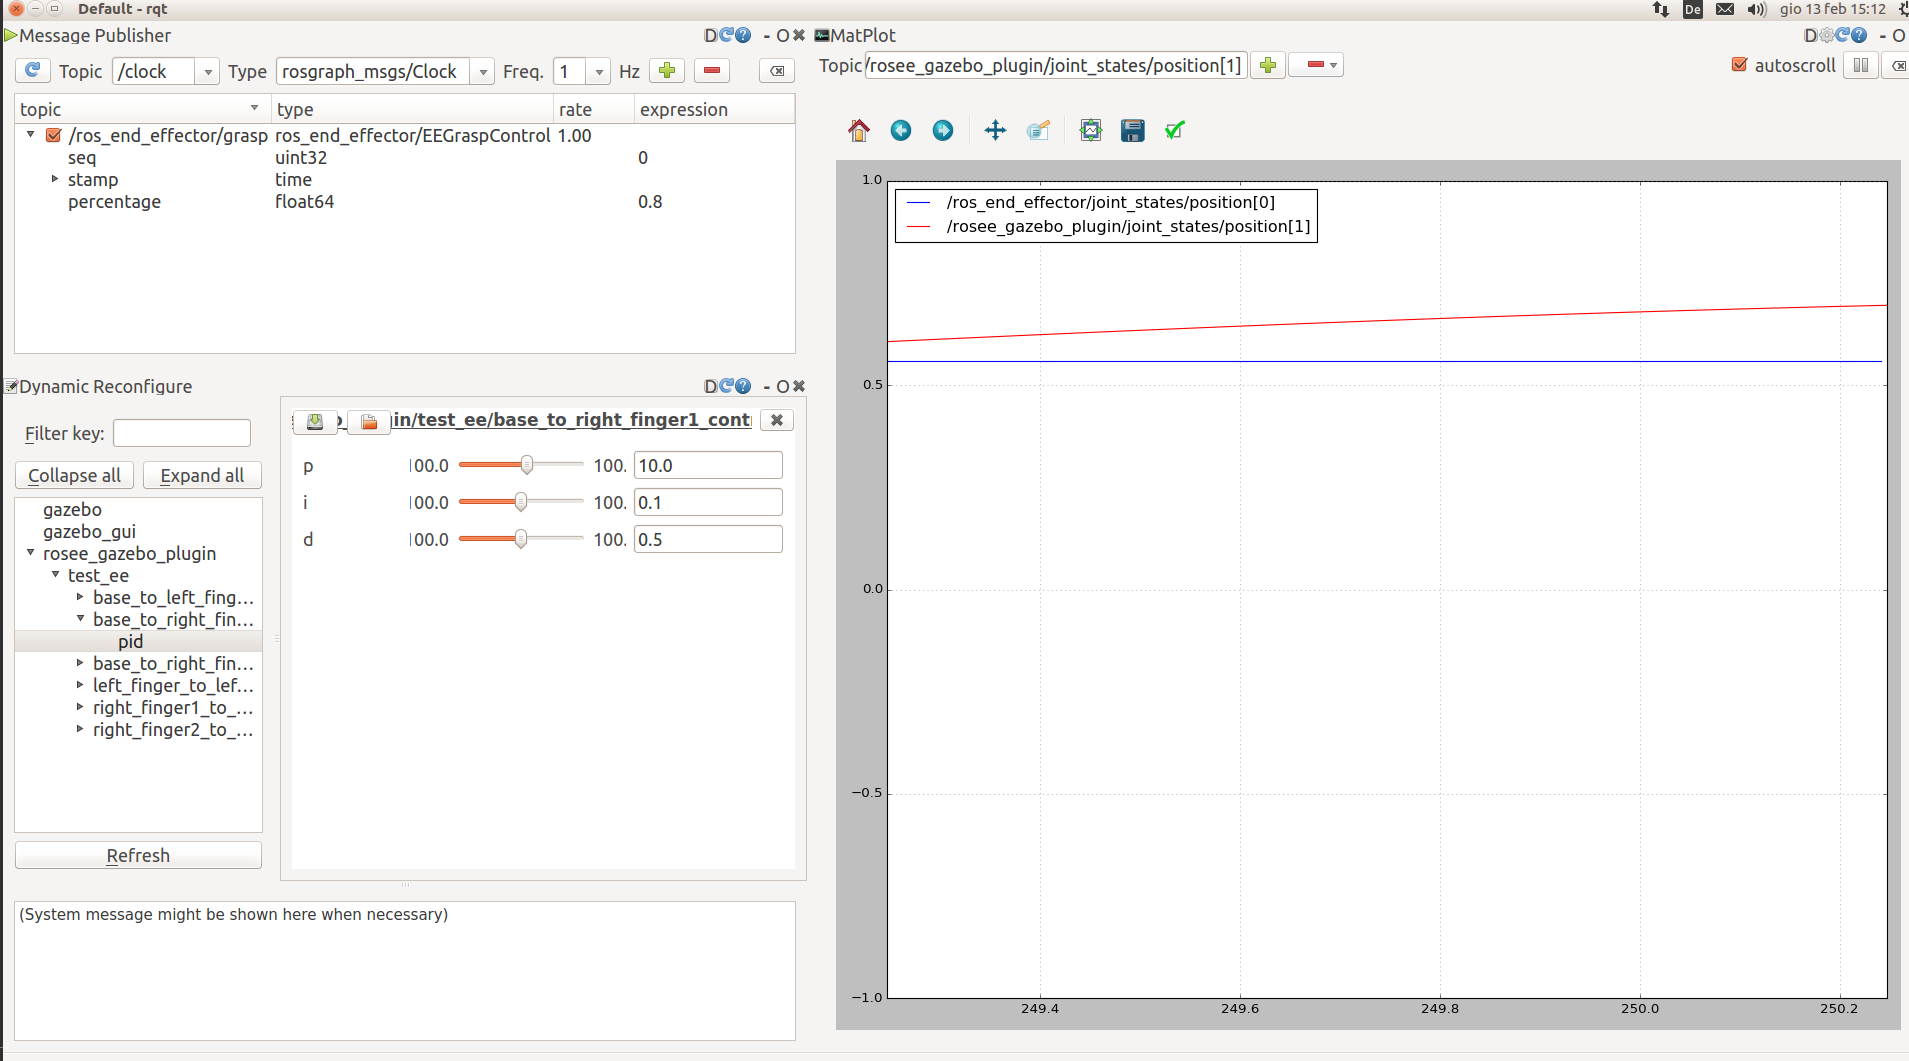 Default - rqt
De
gio 13 feb 15:12
Message Publisher
D - O
Topic /clock Type rosgraph_msgs/Clock Freq. 1 Hz
topic type rate expression
/ros_end_effector/grasp ros_end_effector/EEGraspControl 1.00
seq uint32 0
stamp time
percentage float64 0.8
Dynamic Reconfigure
D - O
Filter key:
Collapse all Expand all
gazebo
gazebo_gui
rosee_gazebo_plugin
test_ee
base_to_left_fing...
base_to_right_fin...
pid
base_to_right_fin...
left_finger_to_lef...
right_finger1_to_...
right_finger2_to_...
Refresh
in/test_ee/base_to_right_finger1_cont
p 100.0 100. 10.0
i 100.0 100. 0.1
d 100.0 100. 0.5
(System message might be shown here when necessary)
MatPlot
D - O
Topic /rosee_gazebo_plugin/joint_states/position[1]
autoscroll
/ros_end_effector/joint_states/position[0]
/rosee_gazebo_plugin/joint_states/position[1]
1.0
0.5
0.0
−0.5
−1.0
249.4 249.6 249.8 250.0 250.2